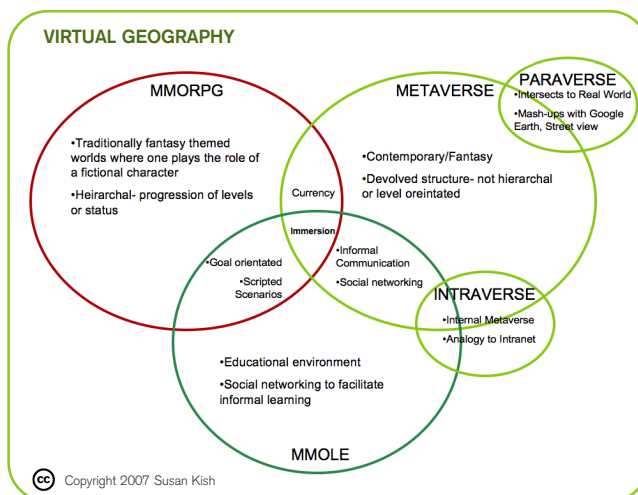 VIRTUAL GEOGRAPHY
MMORPG
•Traditionally fantasy themed
worlds where one plays the role of
a fictional character
•Heirarchal- progression of levels
or status
METAVERSE
•Contemporary/Fantasy
•Devolved structure- not hierarchal
or level oreintated
PARAVERSE
•Intersects to Real World
•Mash-ups with Google
Earth, Street view
Currency
Immersion
•Goal orientated
•Scripted
Scenarios
•Informal
Communication
•Social networking
INTRAVERSE
•Internal Metaverse
•Analogy to Intranet
•Educational environment
•Social networking to facilitate
informal learning
MMOLE
cc Copyright 2007 Susan Kish